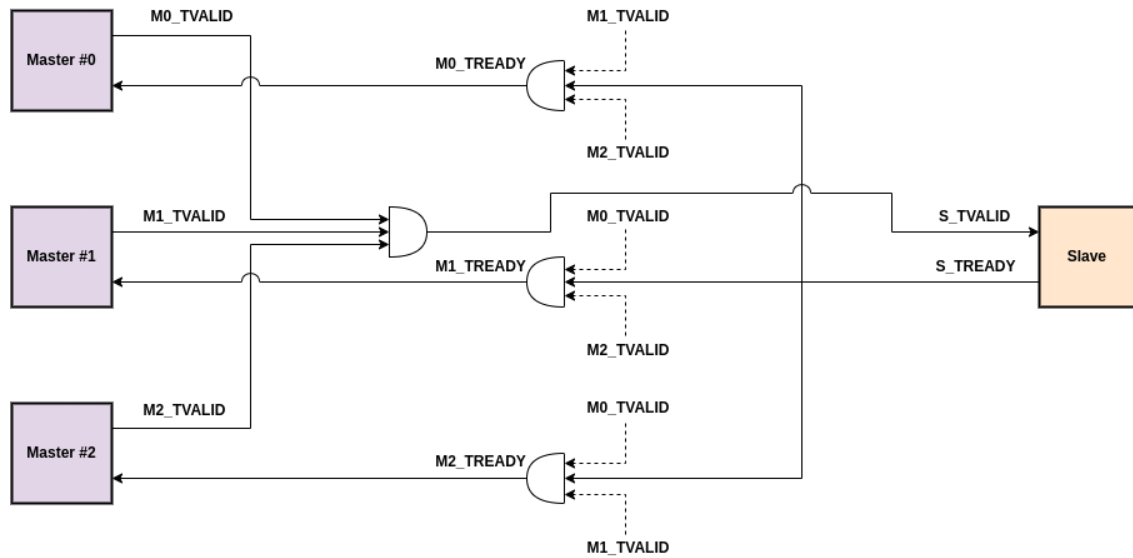 M0_TVALID
M1_TVALID
Master #0
M0_TREADY
M2_TVALID
M1_TVALID
M0_TVALID
S_TVALID
Master #1
M1_TREADY
S_TREADY
Slave
M2_TVALID
M2_TVALID
M0_TVALID
Master #2
M2_TREADY
M1_TVALID